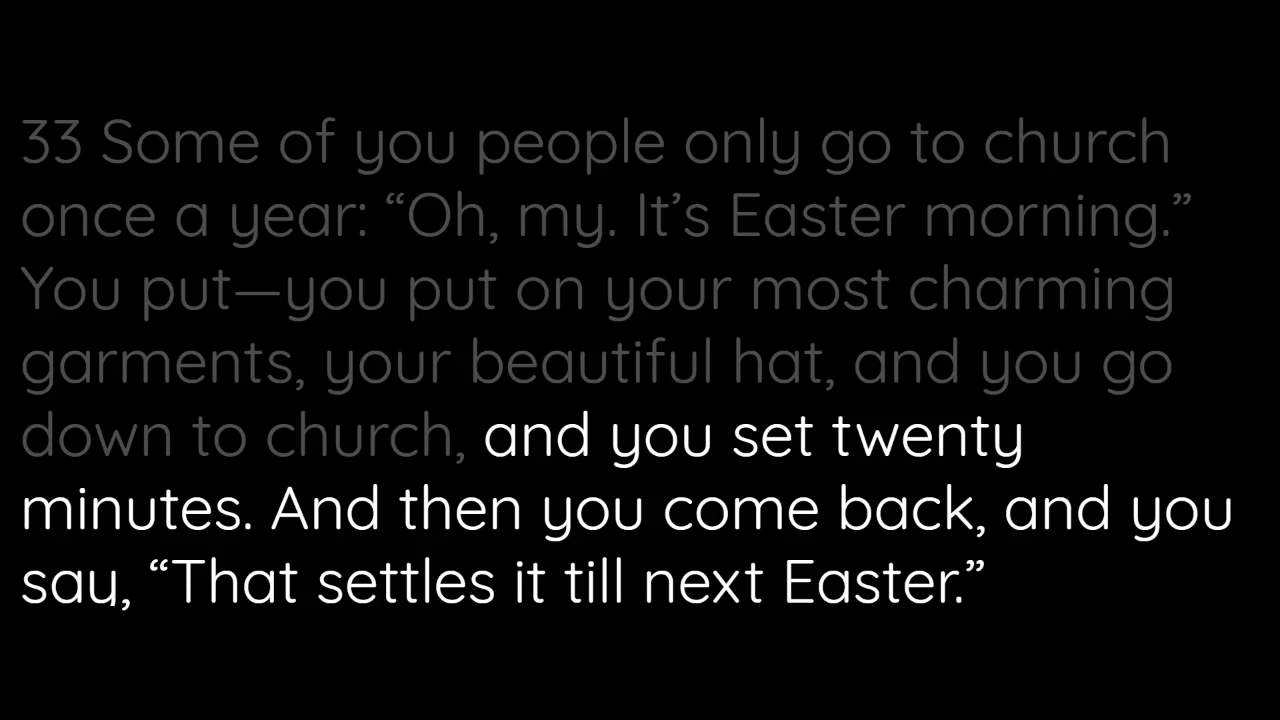 33 Some of you people only go to church
once a year: “Oh, my. It’s Easter morning.”
You put—you put on your most charming
garments, your beautiful hat, and you go
down to church, and you set twenty
minutes. And then you come back, and you
say, “That settles it till next Easter.”